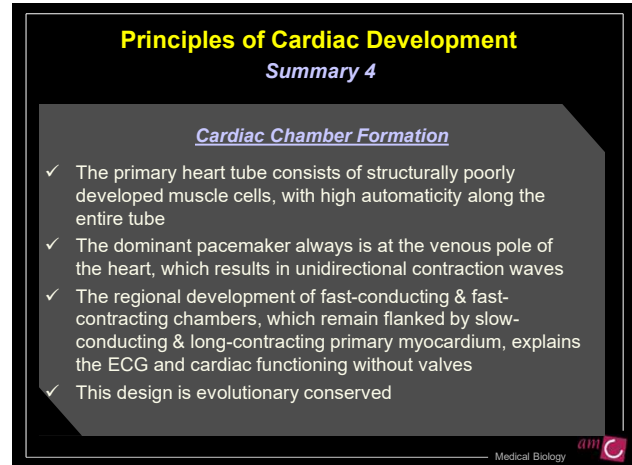 Principles of Cardiac Development
Summary 4
Cardiac Chamber Formation
✓ The primary heart tube consists of structurally poorly
developed muscle cells, with high automaticity along the
entire tube
✓ The dominant pacemaker always is at the venous pole of
the heart, which results in unidirectional contraction waves
✓ The regional development of fast-conducting & fast-
contracting chambers, which remain flanked by slow-
conducting & long-contracting primary myocardium, explains
the ECG and cardiac functioning without valves
✓ This design is evolutionary conserved
Medical Biology
amC